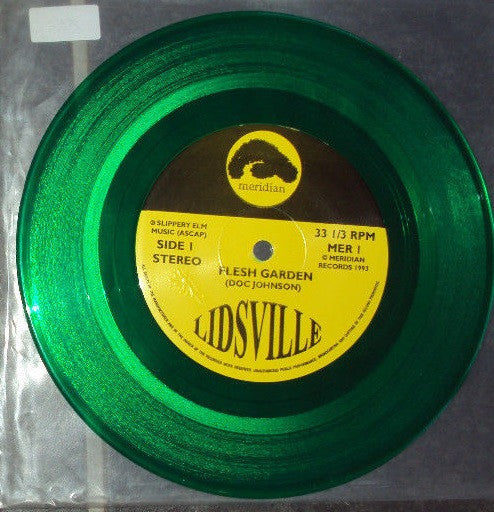 meridian
℗ SLIPPERY ELM
MUSIC (ASCAP)
SIDE 1
STEREO
33 1/3 RPM
MER 1
© MERIDIAN
RECORDS 1993
FLESH GARDEN
(DOC JOHNSON)
LIDSVILLE